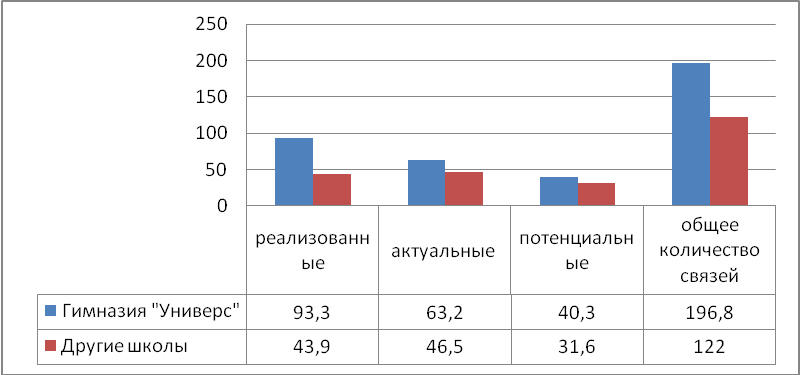 250
200
150
100
50
0
реализованн
ые
актуальные
потенциальн
ые
общее
количество
связей
Гимназия "Универс" 93,3 63,2 40,3 196,8
Другие школы 43,9 46,5 31,6 122